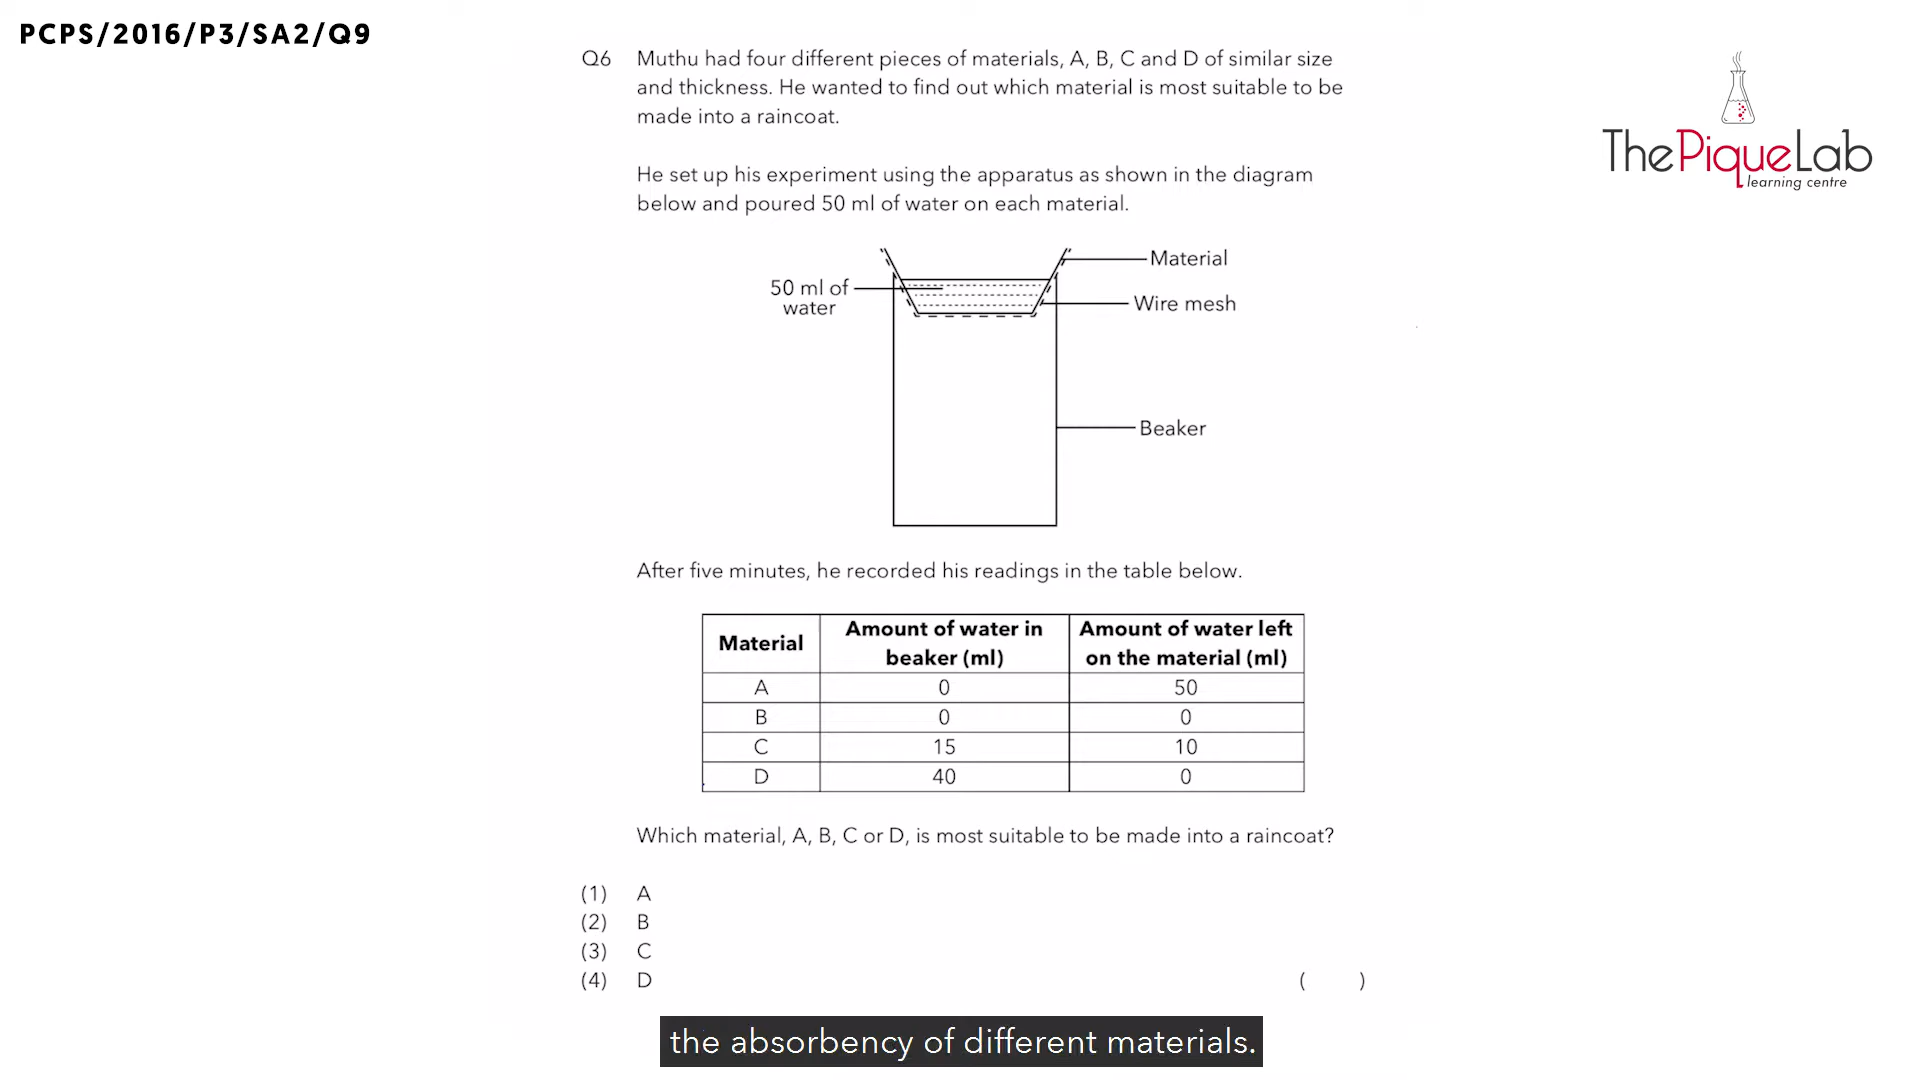 PCPS/2016/P3/SA2/Q9
Q6 Muthu had four different pieces of materials, A, B, C and D of similar size
and thickness. He wanted to find out which material is most suitable to be
made into a raincoat.
He set up his experiment using the apparatus as shown in the diagram
below and poured 50 ml of water on each material.
ThePiqueLab
learning centre
Material
50 ml of
water
Wire mesh
Beaker
After five minutes, he recorded his readings in the table below.
Material Amount of water in beaker (ml) Amount of water left on the material (ml)
A 0 50
B 0 0
C 15 10
D 40 0
Which material, A, B, C or D, is most suitable to be made into a raincoat?
(1) A
(2) B
(3) C
(4) D ( )
the absorbency of different materials.